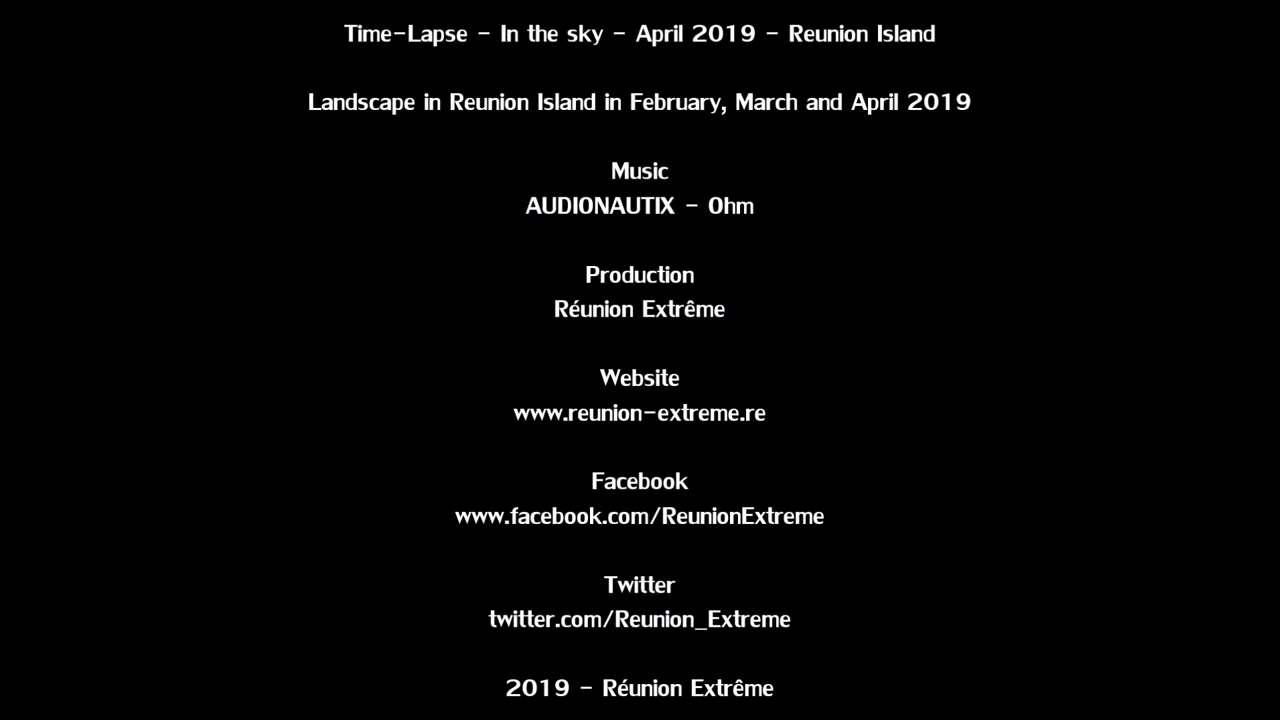 Time-Lapse - In the sky - April 2019 - Reunion Island
Landscape in Reunion Island in February, March and April 2019
Music
AUDIONAUTIX - Ohm
Production
Réunion Extrême
Website
www.reunion-extreme.re
Facebook
www.facebook.com/ReunionExtreme
Twitter
twitter.com/Reunion_Extreme
2019 - Réunion Extrême